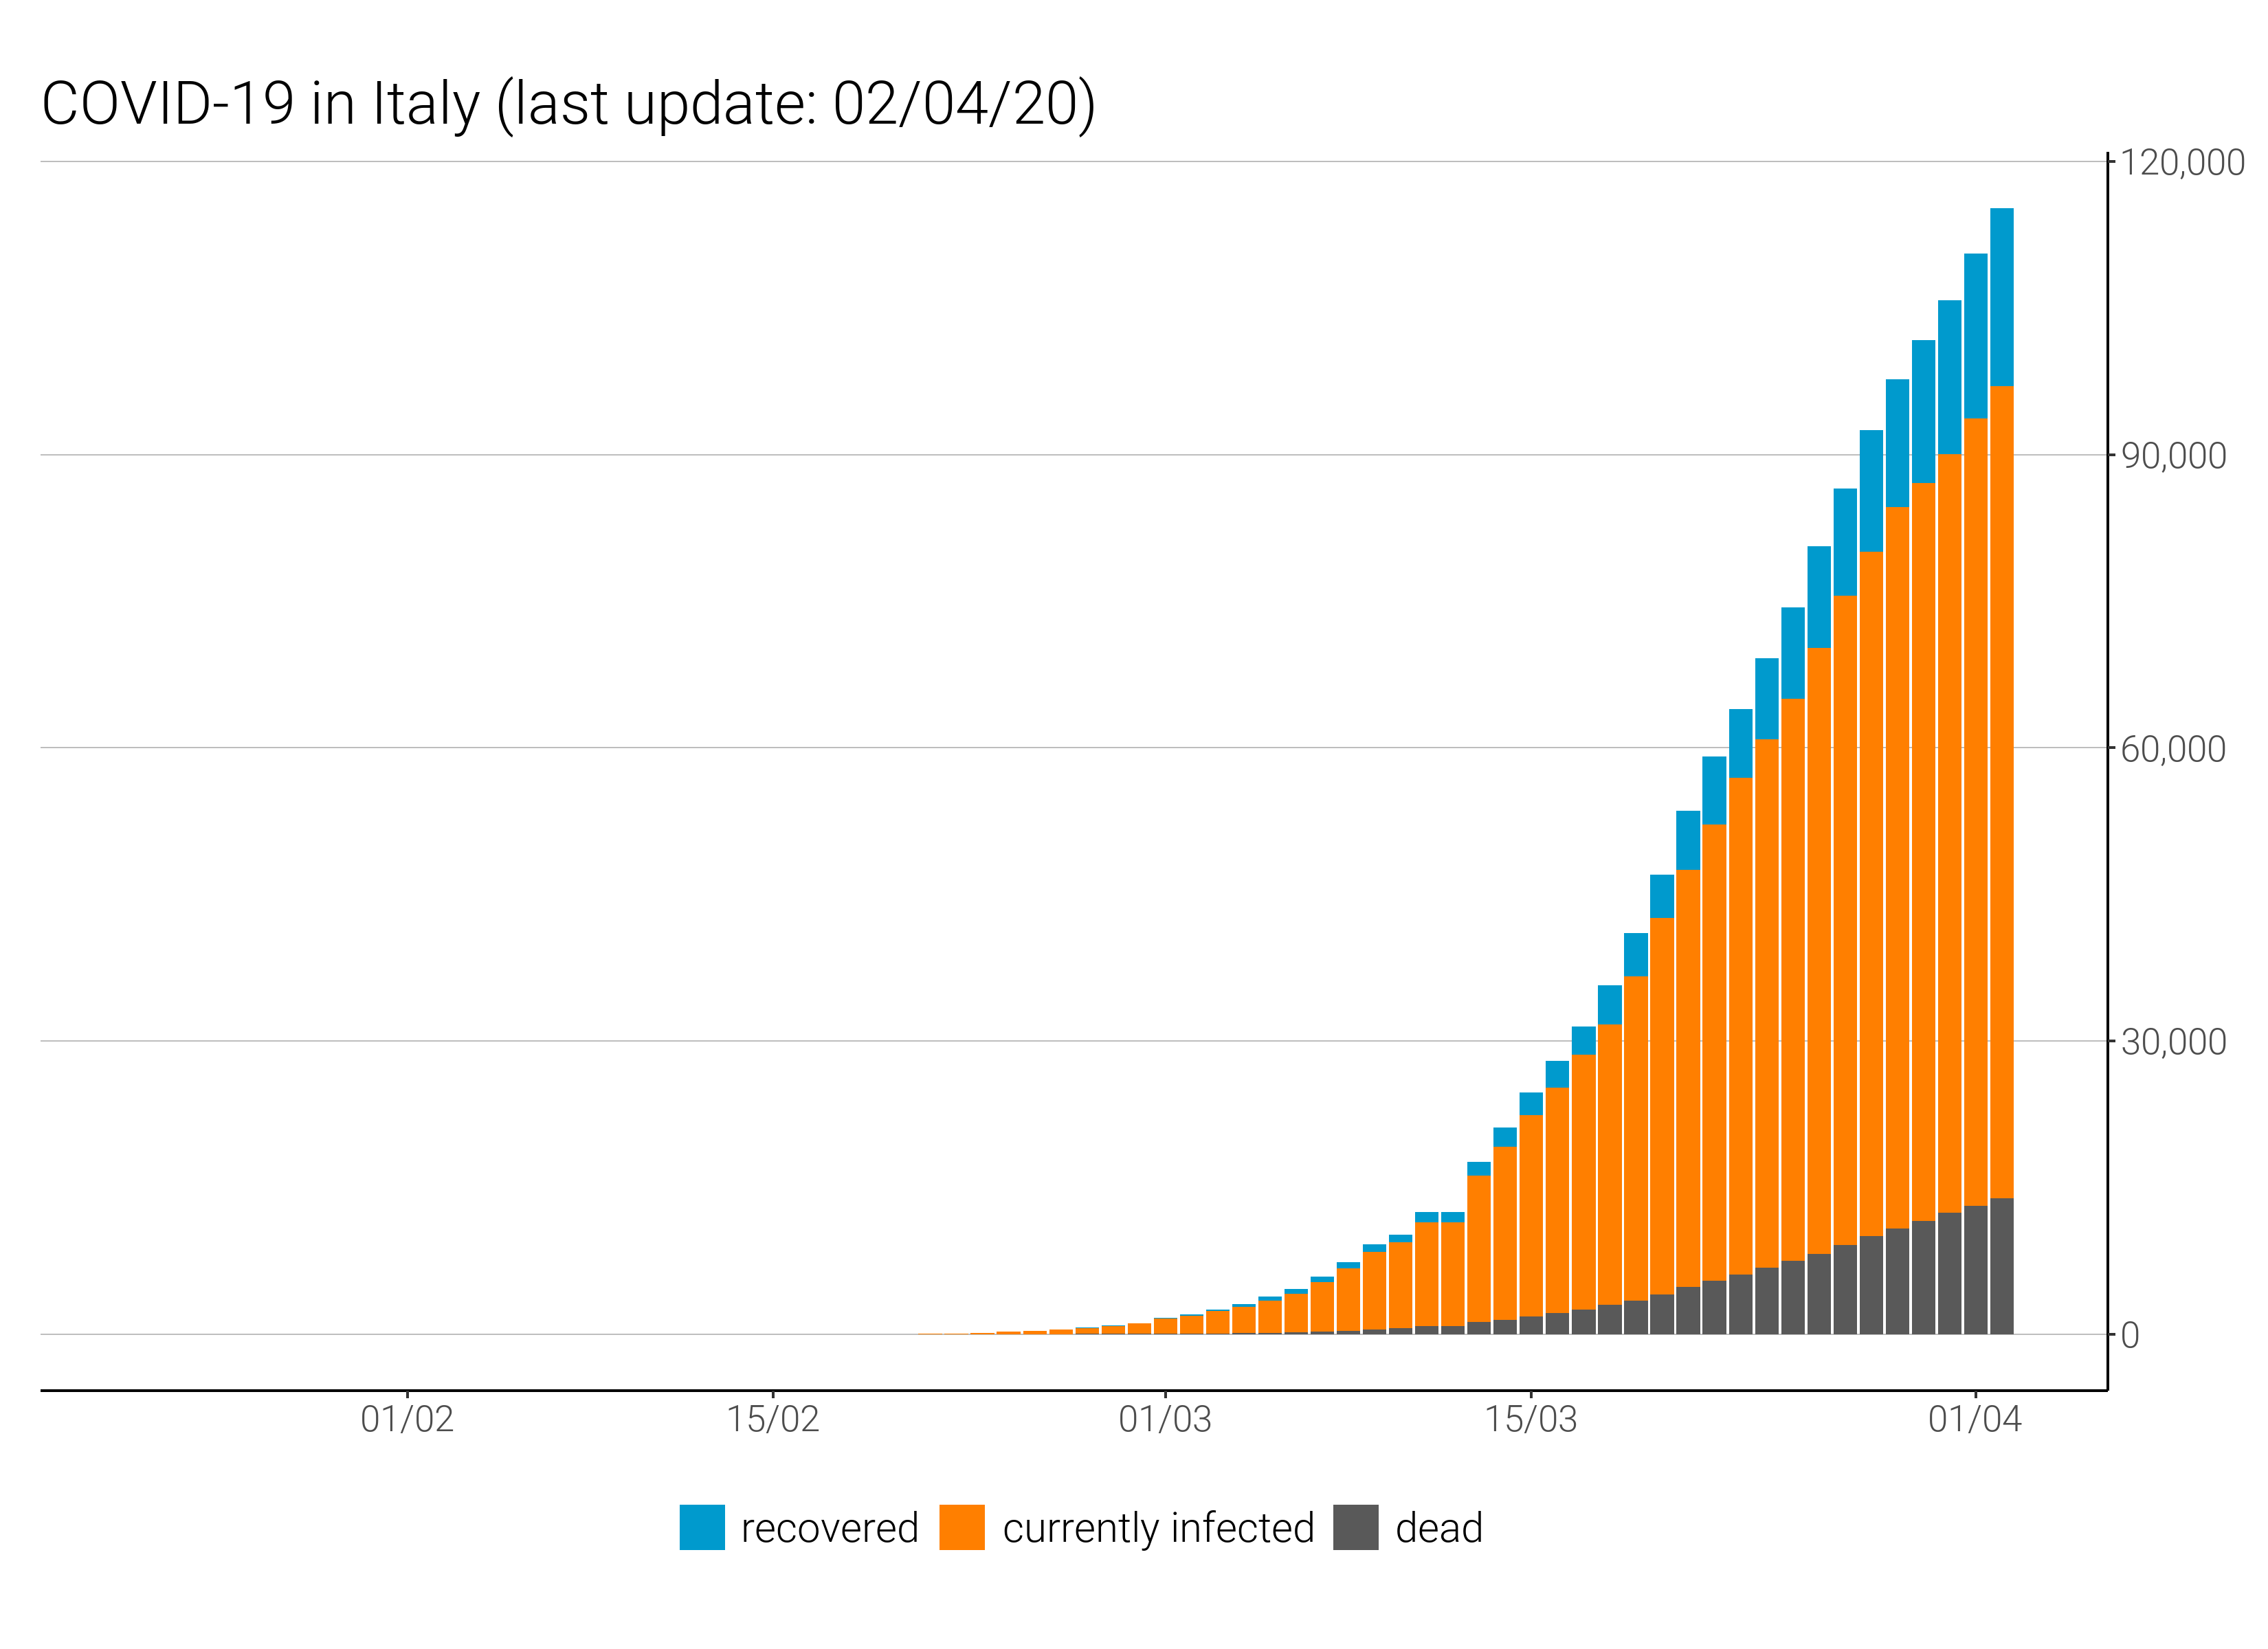 COVID-19 in Italy (last update: 02/04/20)
120,000
90,000
60,000
30,000
0
01/02 15/02 01/03 15/03 01/04
recovered currently infected dead